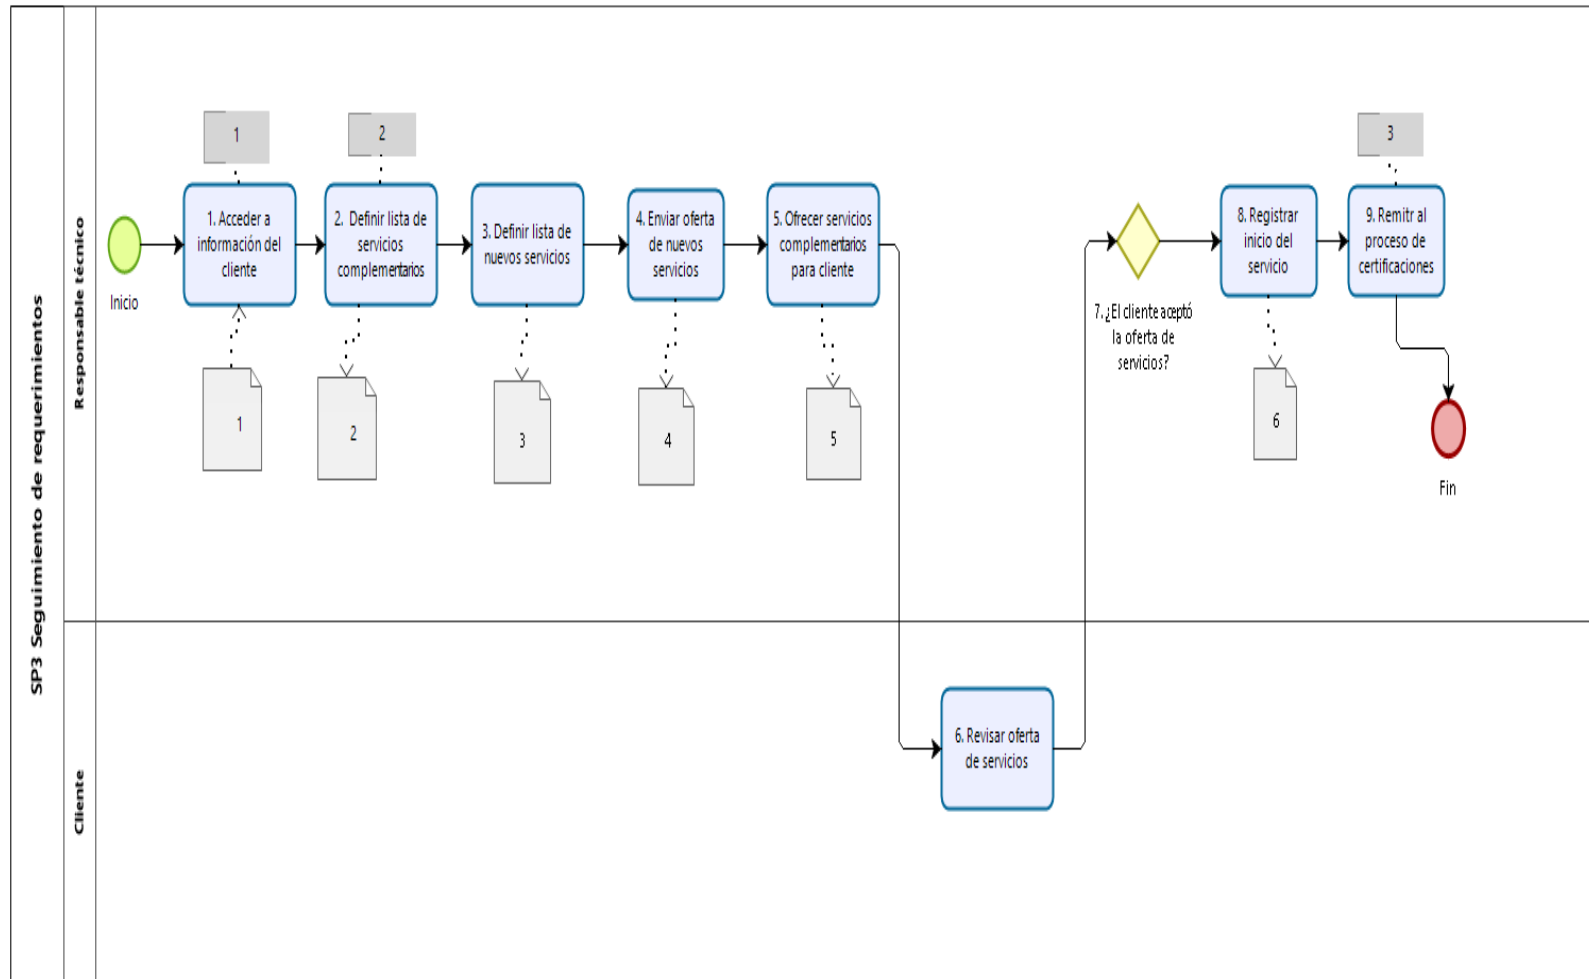 SP3 Seguimiento de requerimientos
Responsable técnico
Inicio
1
1. Acceder a
información del
cliente
1
2
2. Definir lista de
servicios
complementarios
2
3. Definir lista de
nuevos servicios
3
4. Enviar oferta
de nuevos
servicios
4
5. Ofrecer servicios
complementarios
para cliente
5
7. ¿El cliente aceptó
la oferta de
servicios?
8. Registrar
inicio del
servicio
6
3
9. Remitr al
proceso de
certificaciones
Fin
Cliente
6. Revisar oferta
de servicios